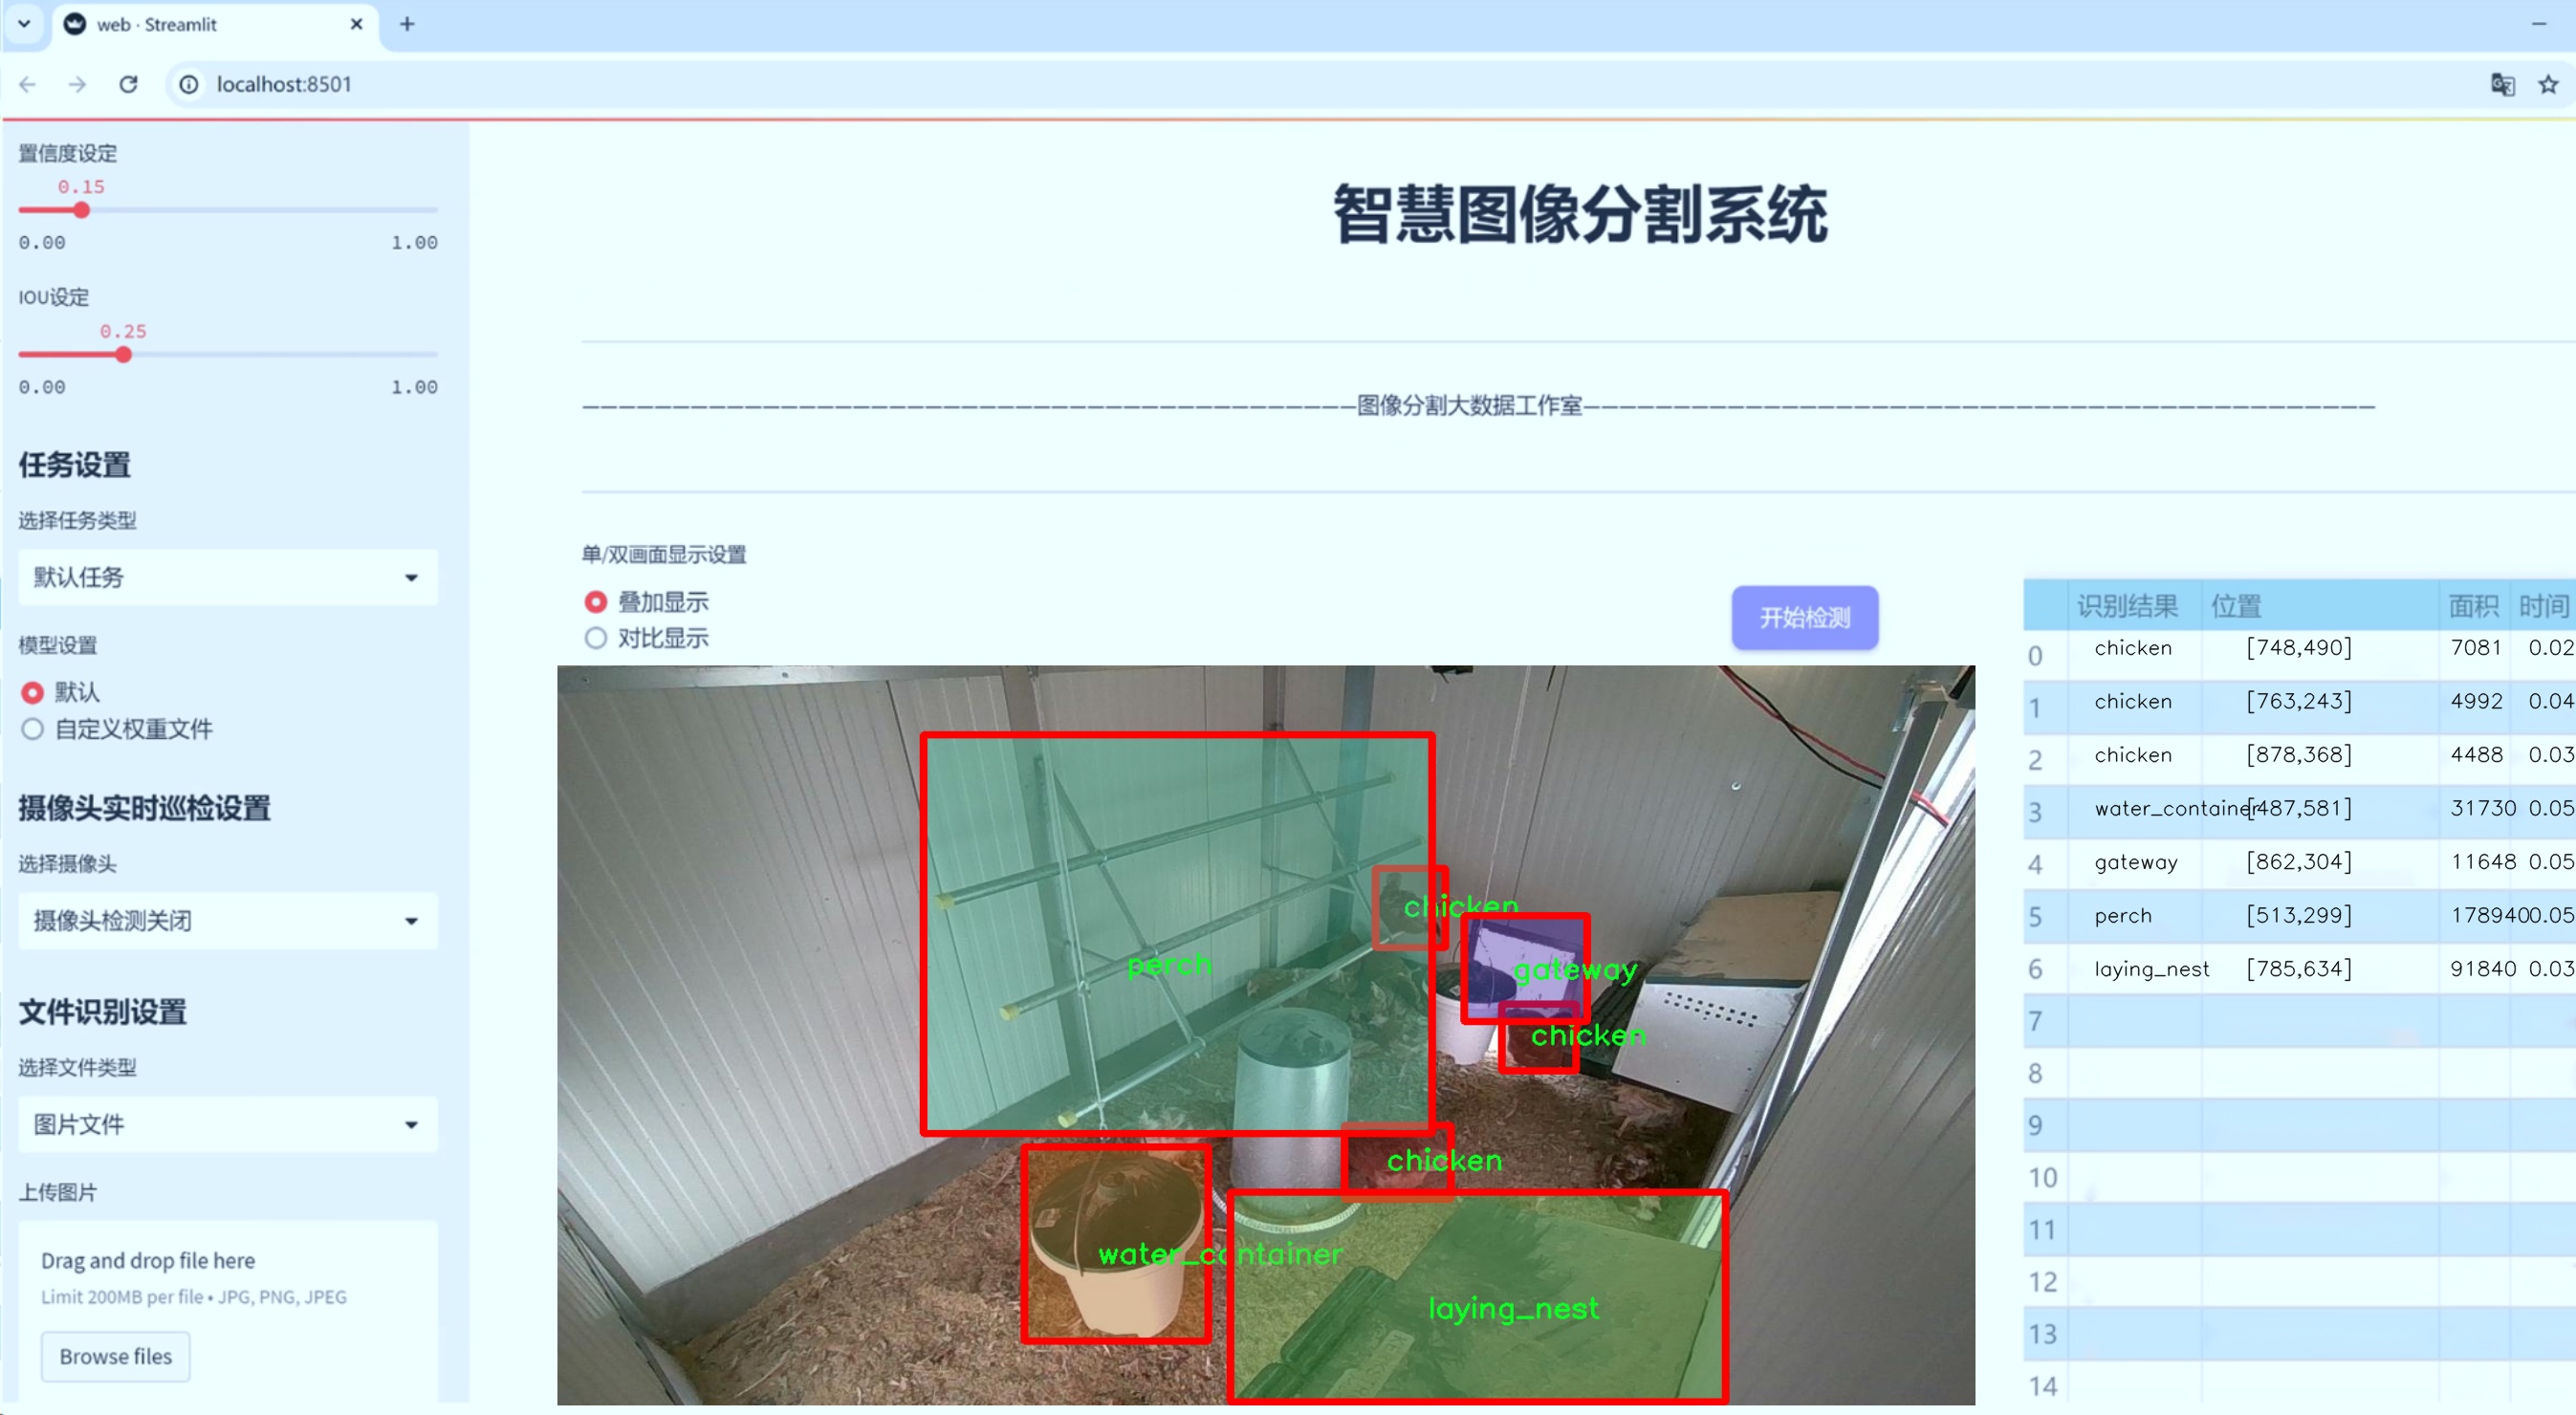 web · Streamlit
localhost:8501
置信度设定
0.15
0.00 1.00
IOU设定
0.25
0.00 1.00
任务设置
选择任务类型
默认任务
模型设置
默认
自定义权重文件
摄像头实时巡检设置
选择摄像头
摄像头检测关闭
文件识别设置
选择文件类型
图片文件
上传图片
Drag and drop file here
Limit 200MB per file • JPG, PNG, JPEG
Browse files
智慧图像分割系统
图像分割大数据工作室
单/双画面显示设置
叠加显示
对比显示
开始检测
chicken
perch
gateway
chicken
chicken
water_container
laying_nest
识别结果 位置 面积 时间
0 chicken [748,490] 7081 0.02
1 chicken [763,243] 4992 0.04
2 chicken [878,368] 4488 0.03
3 water_container [487,581] 31730 0.05
4 gateway [862,304] 11648 0.05
5 perch [513,299] 178940 0.05
6 laying_nest [785,634] 91840 0.03
7
8
9
10
11
12
13
14